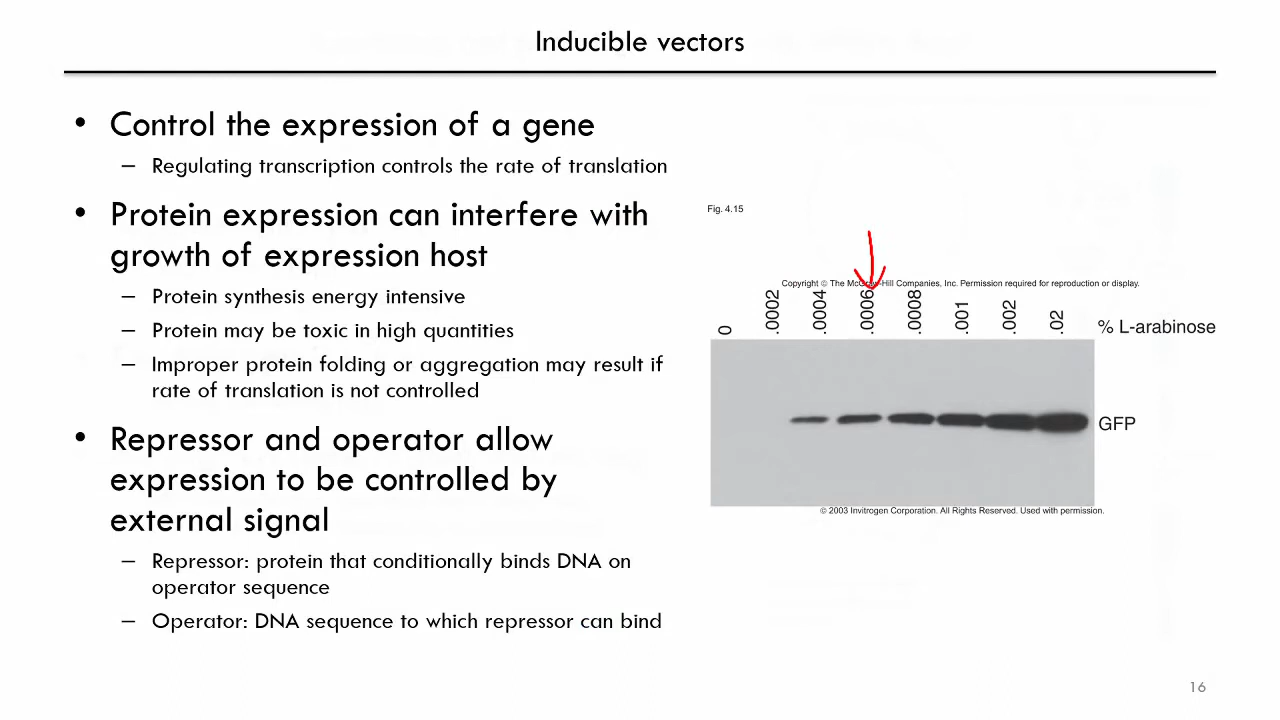 Inducible vectors
• Control the expression of a gene
– Regulating transcription controls the rate of translation
• Protein expression can interfere with
growth of expression host
– Protein synthesis energy intensive
– Protein may be toxic in high quantities
– Improper protein folding or aggregation may result if
rate of translation is not controlled
• Repressor and operator allow
expression to be controlled by
external signal
– Repressor: protein that conditionally binds DNA on
operator sequence
– Operator: DNA sequence to which repressor can bind
Fig. 4.15
Copyright © The McGraw-Hill Companies, Inc. Permission required for reproduction or display.
0 .0002 .0004 .0006 .0008 .001 .002 .02 % L-arabinose
GFP
© 2003 Invitrogen Corporation. All Rights Reserved. Used with permission.
16